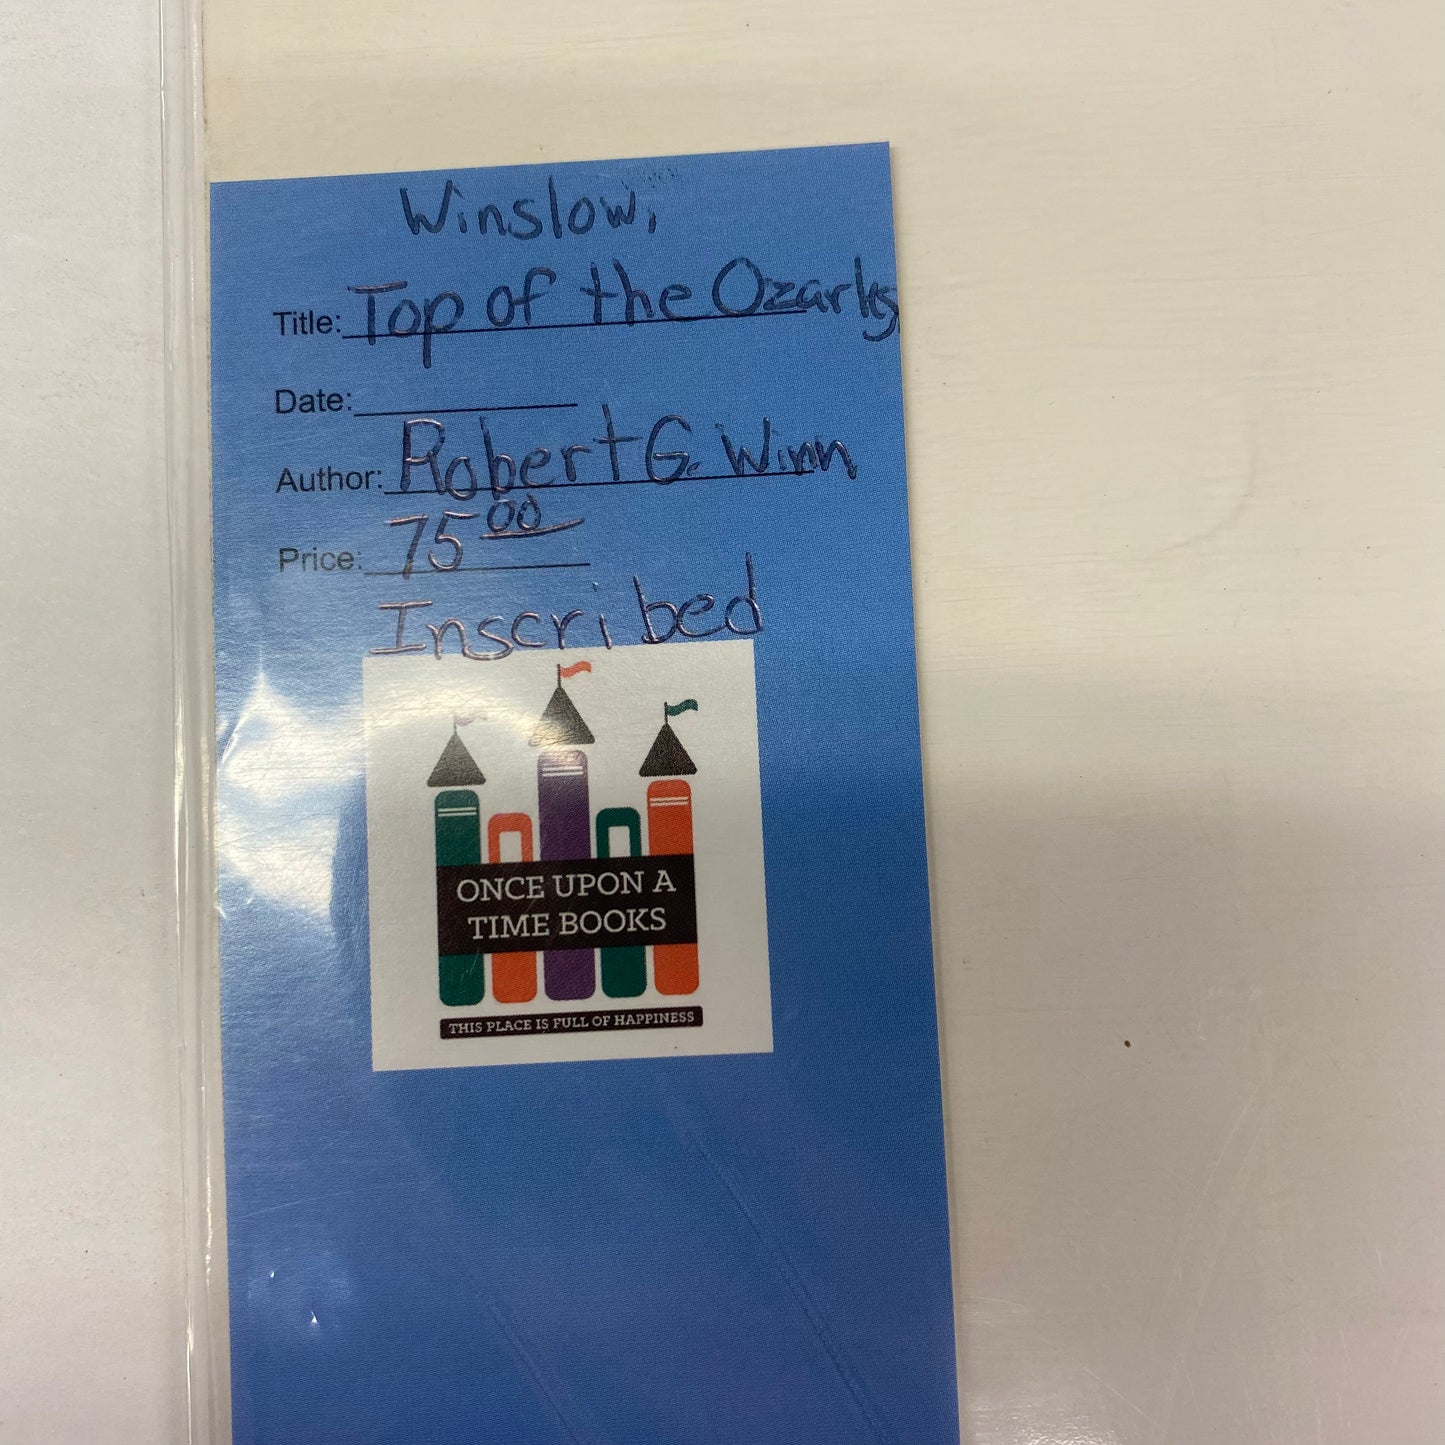 Winslow,
Title: Top of the Ozarks
Date:
Author: Robert G. Winn
Price: 75 00
Inscribed
ONCE UPON A
TIME BOOKS
THIS PLACE IS FULL OF HAPPINESS